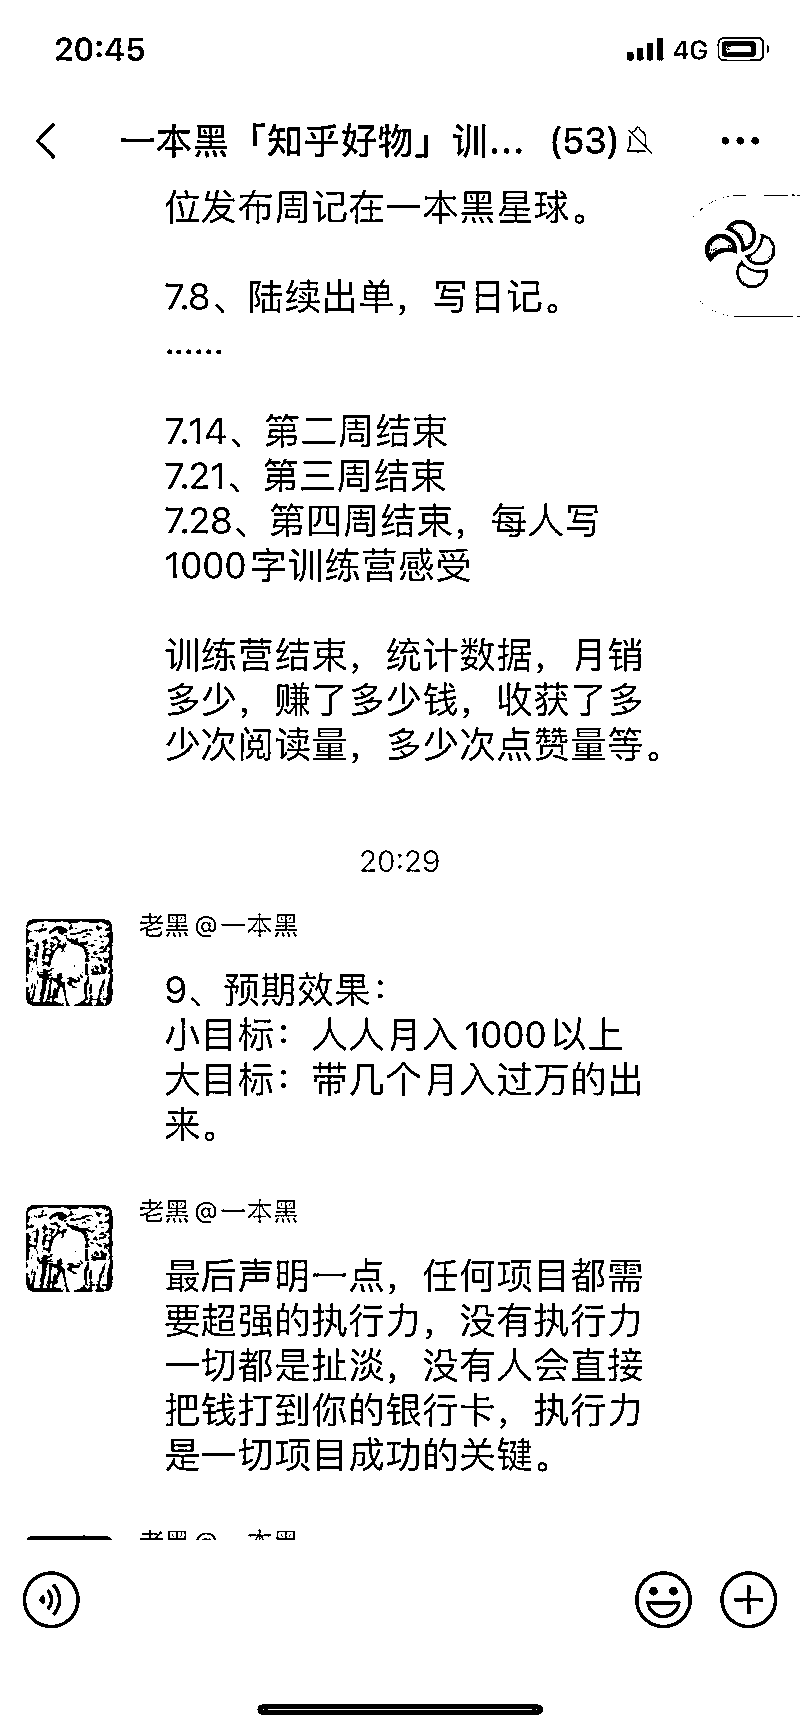 20:45 4G
一本黑「知乎好物」训... (53)
位发布周记在一本黑星球。
7.8、陆续出单，写日记。
......
7.14、第二周结束
7.21、第三周结束
7.28、第四周结束，每人写
1000字训练营感受
训练营结束，统计数据，月销
多少，赚了多少钱，收获了多
少次阅读量，多少次点赞量等。
20:29
老黑@一本黑
9、预期效果：
小目标：人人月入1000以上
大目标：带几个月入过万的出
来。
老黑@一本黑
最后声明一点，任何项目都需
要超强的执行力，没有执行力
一切都是扯淡，没有人会直接
把钱打到你的银行卡，执行力
是一切项目成功的关键。
老黑@一本黑